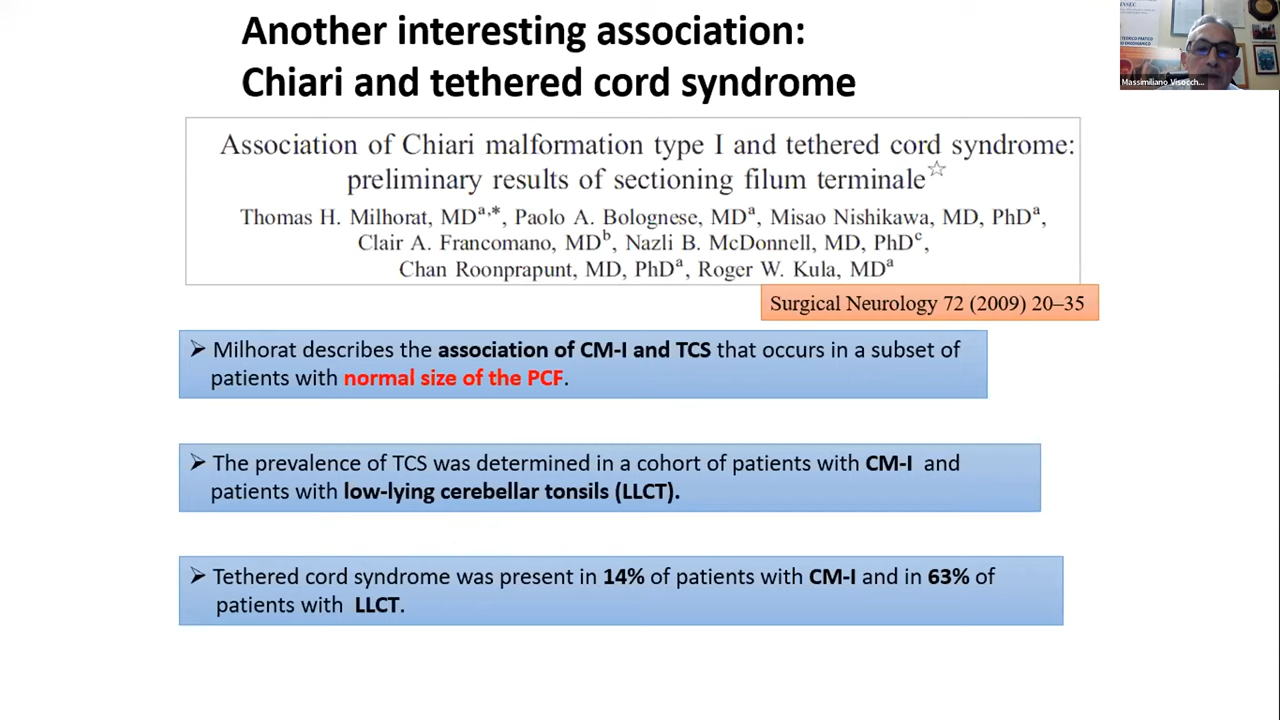 Another interesting association:
Chiari and tethered cord syndrome
Association of Chiari malformation type I and tethered cord syndrome:
preliminary results of sectioning filum terminale☆
Thomas H. Milhorat, MDa,*, Paolo A. Bolognese, MDa, Misao Nishikawa, MD, PhDa,
Clair A. Francomano, MDb, Nazli B. McDonnell, MD, PhDc,
Chan Roonprapunt, MD, PhDa, Roger W. Kula, MDa
Surgical Neurology 72 (2009) 20–35
➢ Milhorat describes the association of CM-I and TCS that occurs in a subset of
patients with normal size of the PCF.
➢ The prevalence of TCS was determined in a cohort of patients with CM-I and
patients with low-lying cerebellar tonsils (LLCT).
➢ Tethered cord syndrome was present in 14% of patients with CM-I and in 63% of
patients with LLCT.
Massimiliano Visocch...